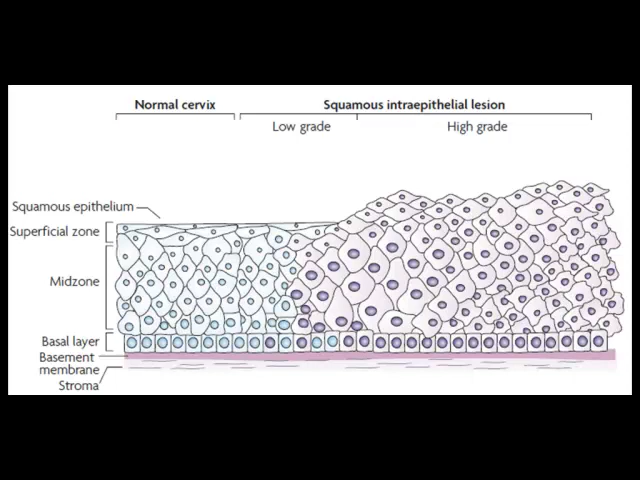 Normal cervix
Squamous intraepithelial lesion
Low grade
High grade
Squamous epithelium
Superficial zone
Midzone
Basal layer
Basement
membrane
Stroma